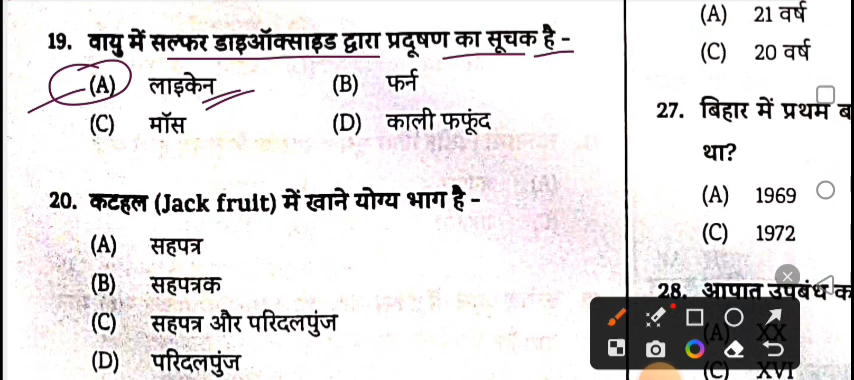 19. वायु में सल्फर डाइऑक्साइड द्वारा प्रदूषण का सूचक है -
(A) लाइकेन (B) फर्न
(C) मॉस (D) काली फफूंद
20. कटहल (Jack fruit) में खाने योग्य भाग है -
(A) सहपत्र
(B) सहपत्रक
(C) सहपत्र और परिदलपुंज
(D) परिदलपुंज
(A) 21 वर्ष
(C) 20 वर्ष
27. बिहार में प्रथम
था?
(A) 1969
(C) 1972
28. आपात उपबंध
(A) XX
(C) XVI